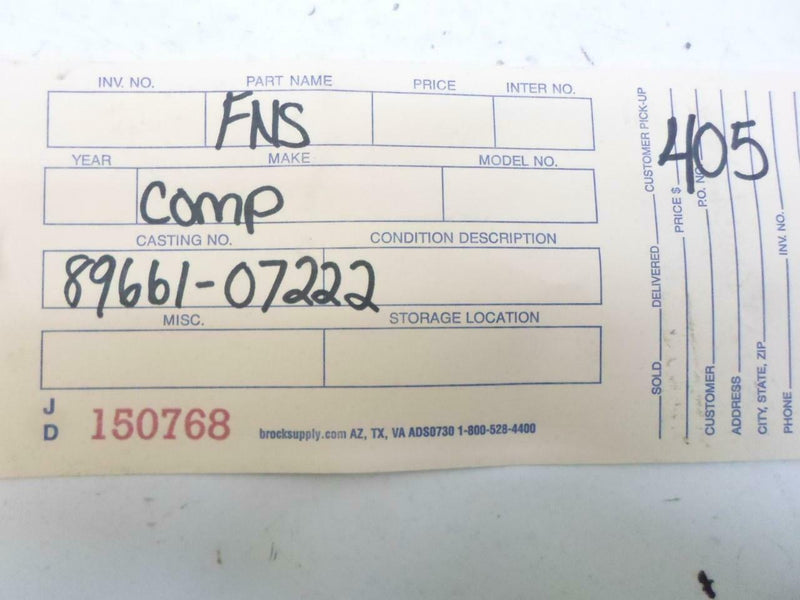 INV. NO. PART NAME PRICE INTER NO.
FNS
YEAR MAKE MODEL NO.
comp
CASTING NO. CONDITION DESCRIPTION
89661-07222
MISC. STORAGE LOCATION
J
D 150768 brocksupply.com AZ, TX, VA ADS0730 1-800-528-4400
405
SOLD DELIVERED CUSTOMER PICK-UP
PRICE $ P.O. NO.
CUSTOMER
ADDRESS
CITY, STATE, ZIP
PHONE INV. NO.